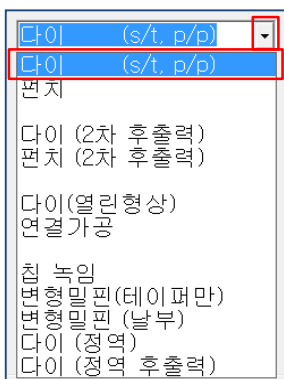 다이 (s/t, p/p)
다이 (s/t, p/p)
펀치
다이 (2차 후출력)
펀치 (2차 후출력)
다이(열린형상)
연결가공
칩 녹임
변형밀핀(테이퍼만)
변형밀핀 (날부)
다이 (정역)
다이 (정역 후출력)